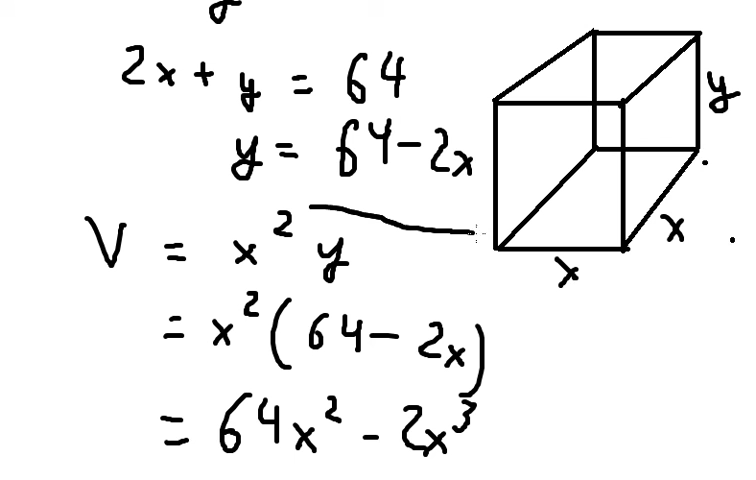 y
2x + y = 64
y = 64 - 2x
V = x² y
= x² (64 - 2x)
= 64x² - 2x³
y
x
x